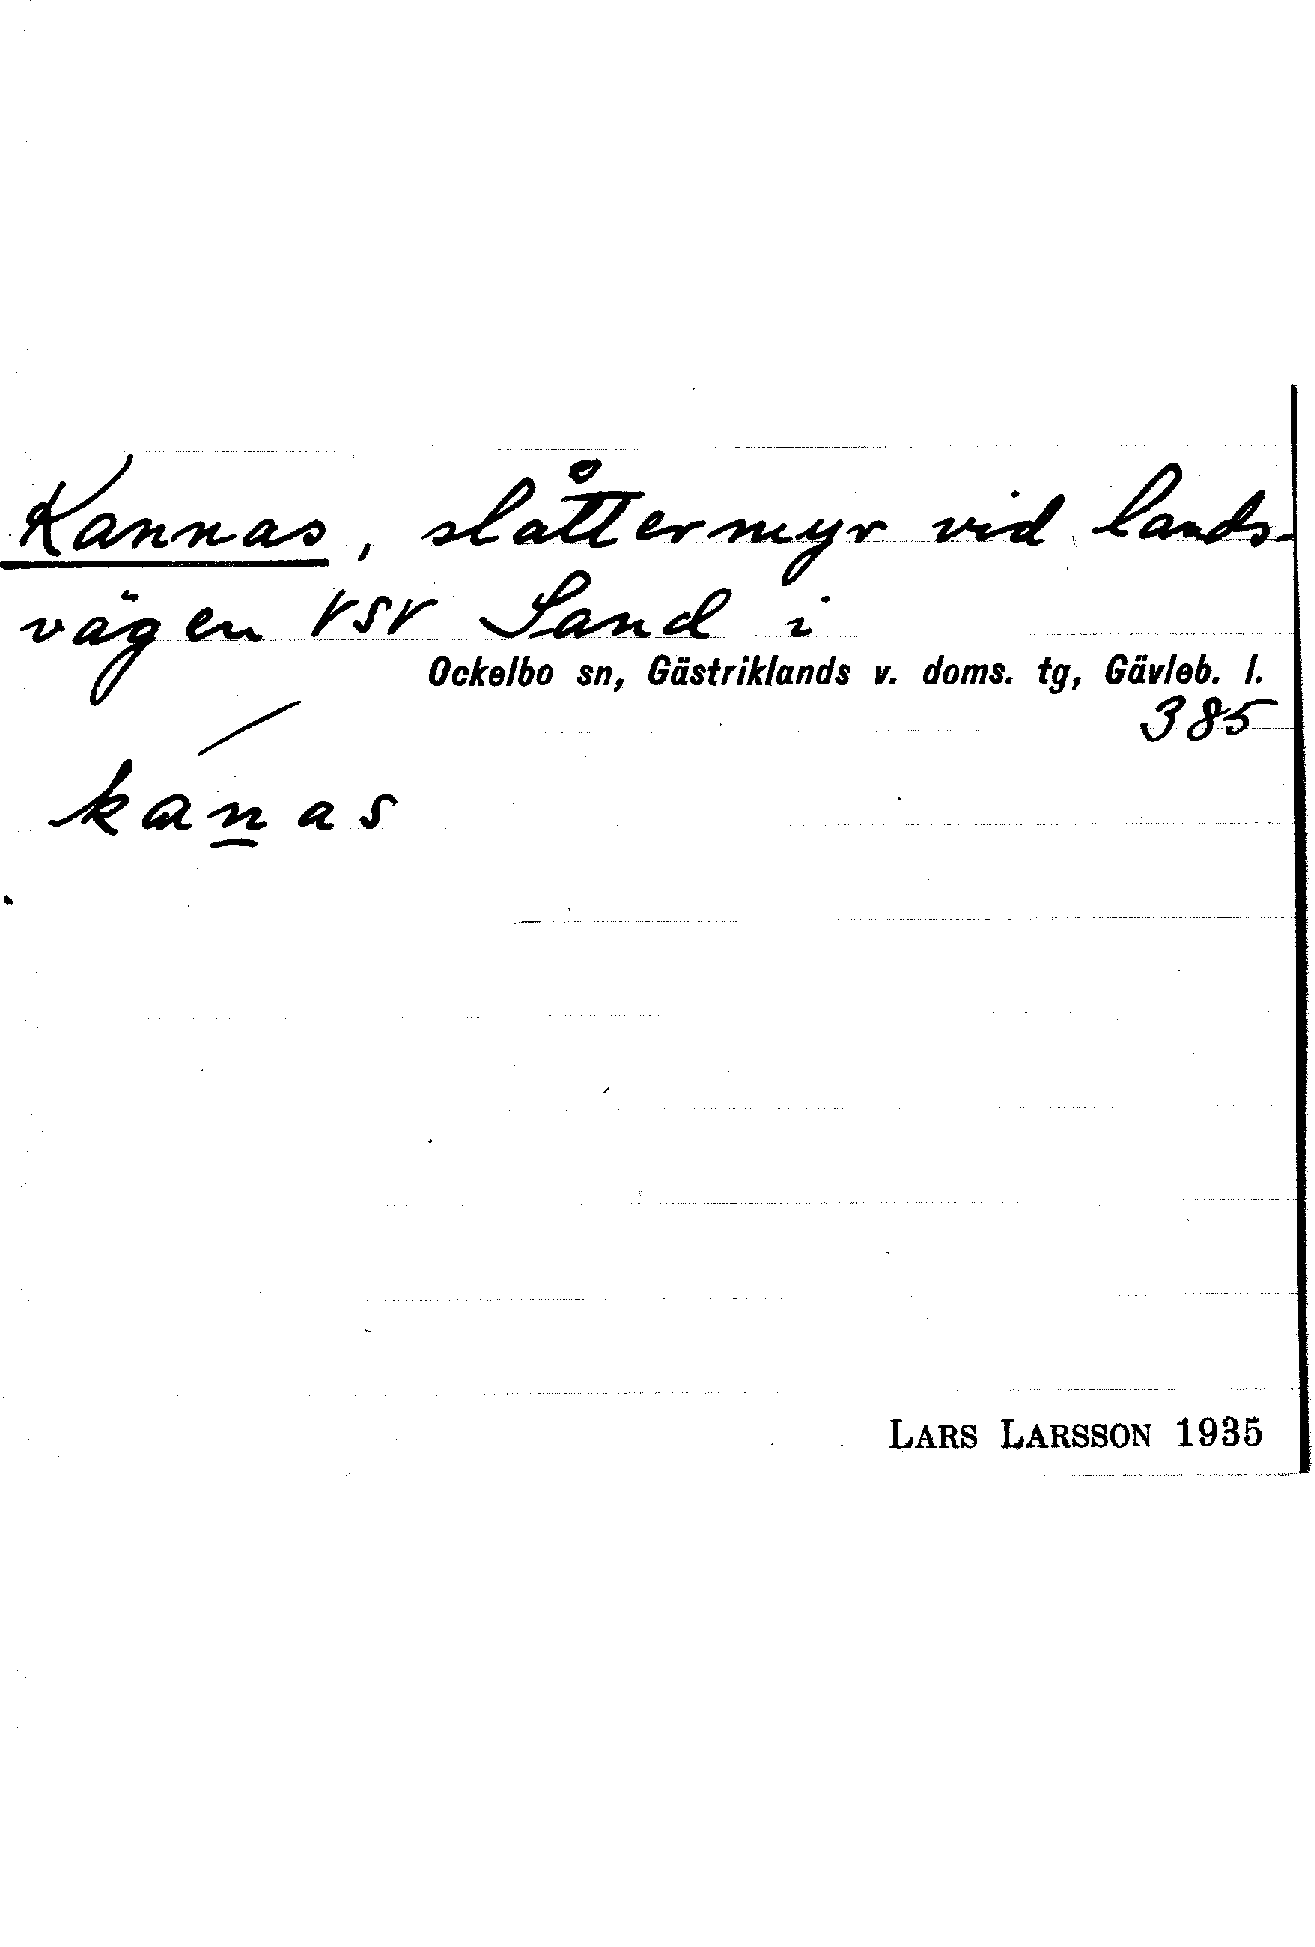 Kannas, slåttermyr vid lands-
vägen VSV Sand i
Ockelbo sn, Gästriklands v. doms. tg, Gävleb. l.
385
kanas
LARS LARSSON 1935